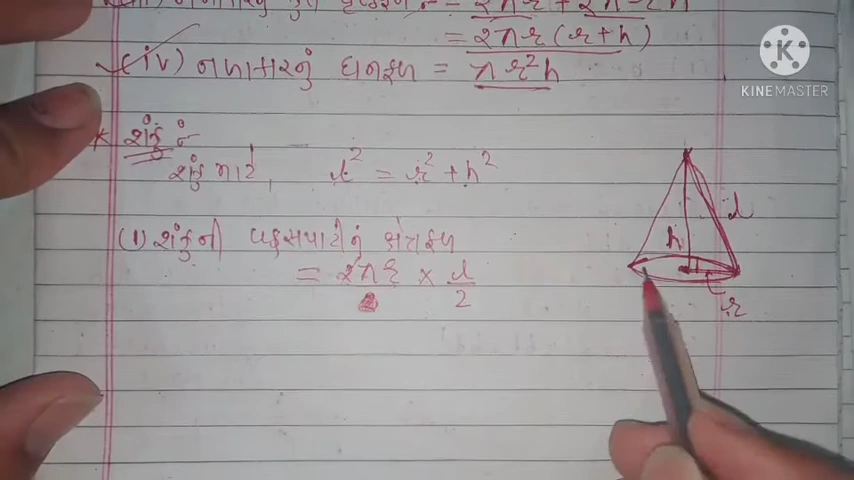 = 2πr(r+h)
(iv) નળાકારનું ઘનફળ = πr²h
* શંકુ :-
શંકુ માટે, l² = r² + h²
(1) શંકુની વક્રસપાટીનું ક્ષેત્રફળ
= 2πr × l/2
h
l
r
K
KINEMASTER